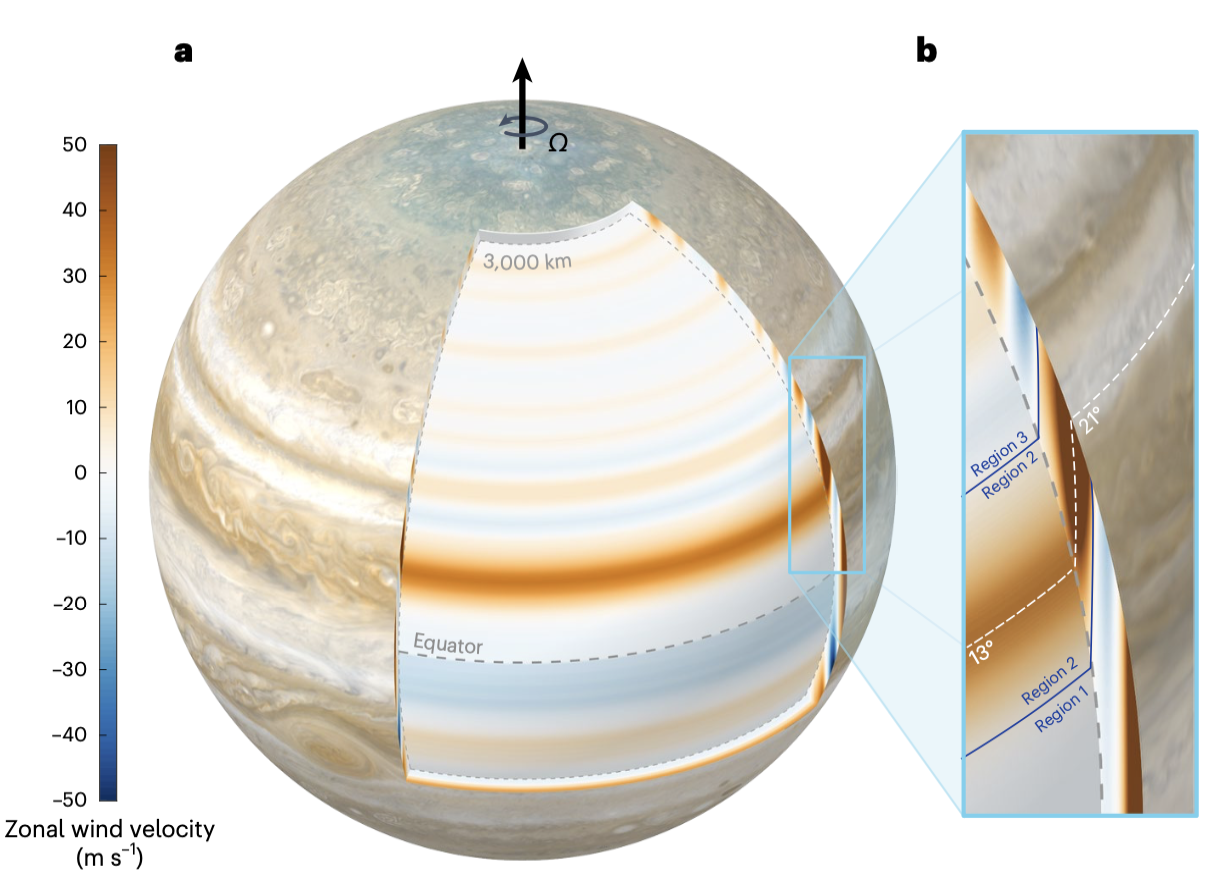 a
b
Ω
50
40
30
20
10
0
–10
–20
–30
–40
–50
Zonal wind velocity
(m s⁻¹)
3,000 km
Equator
21°
Region 3
Region 2
13°
Region 2
Region 1